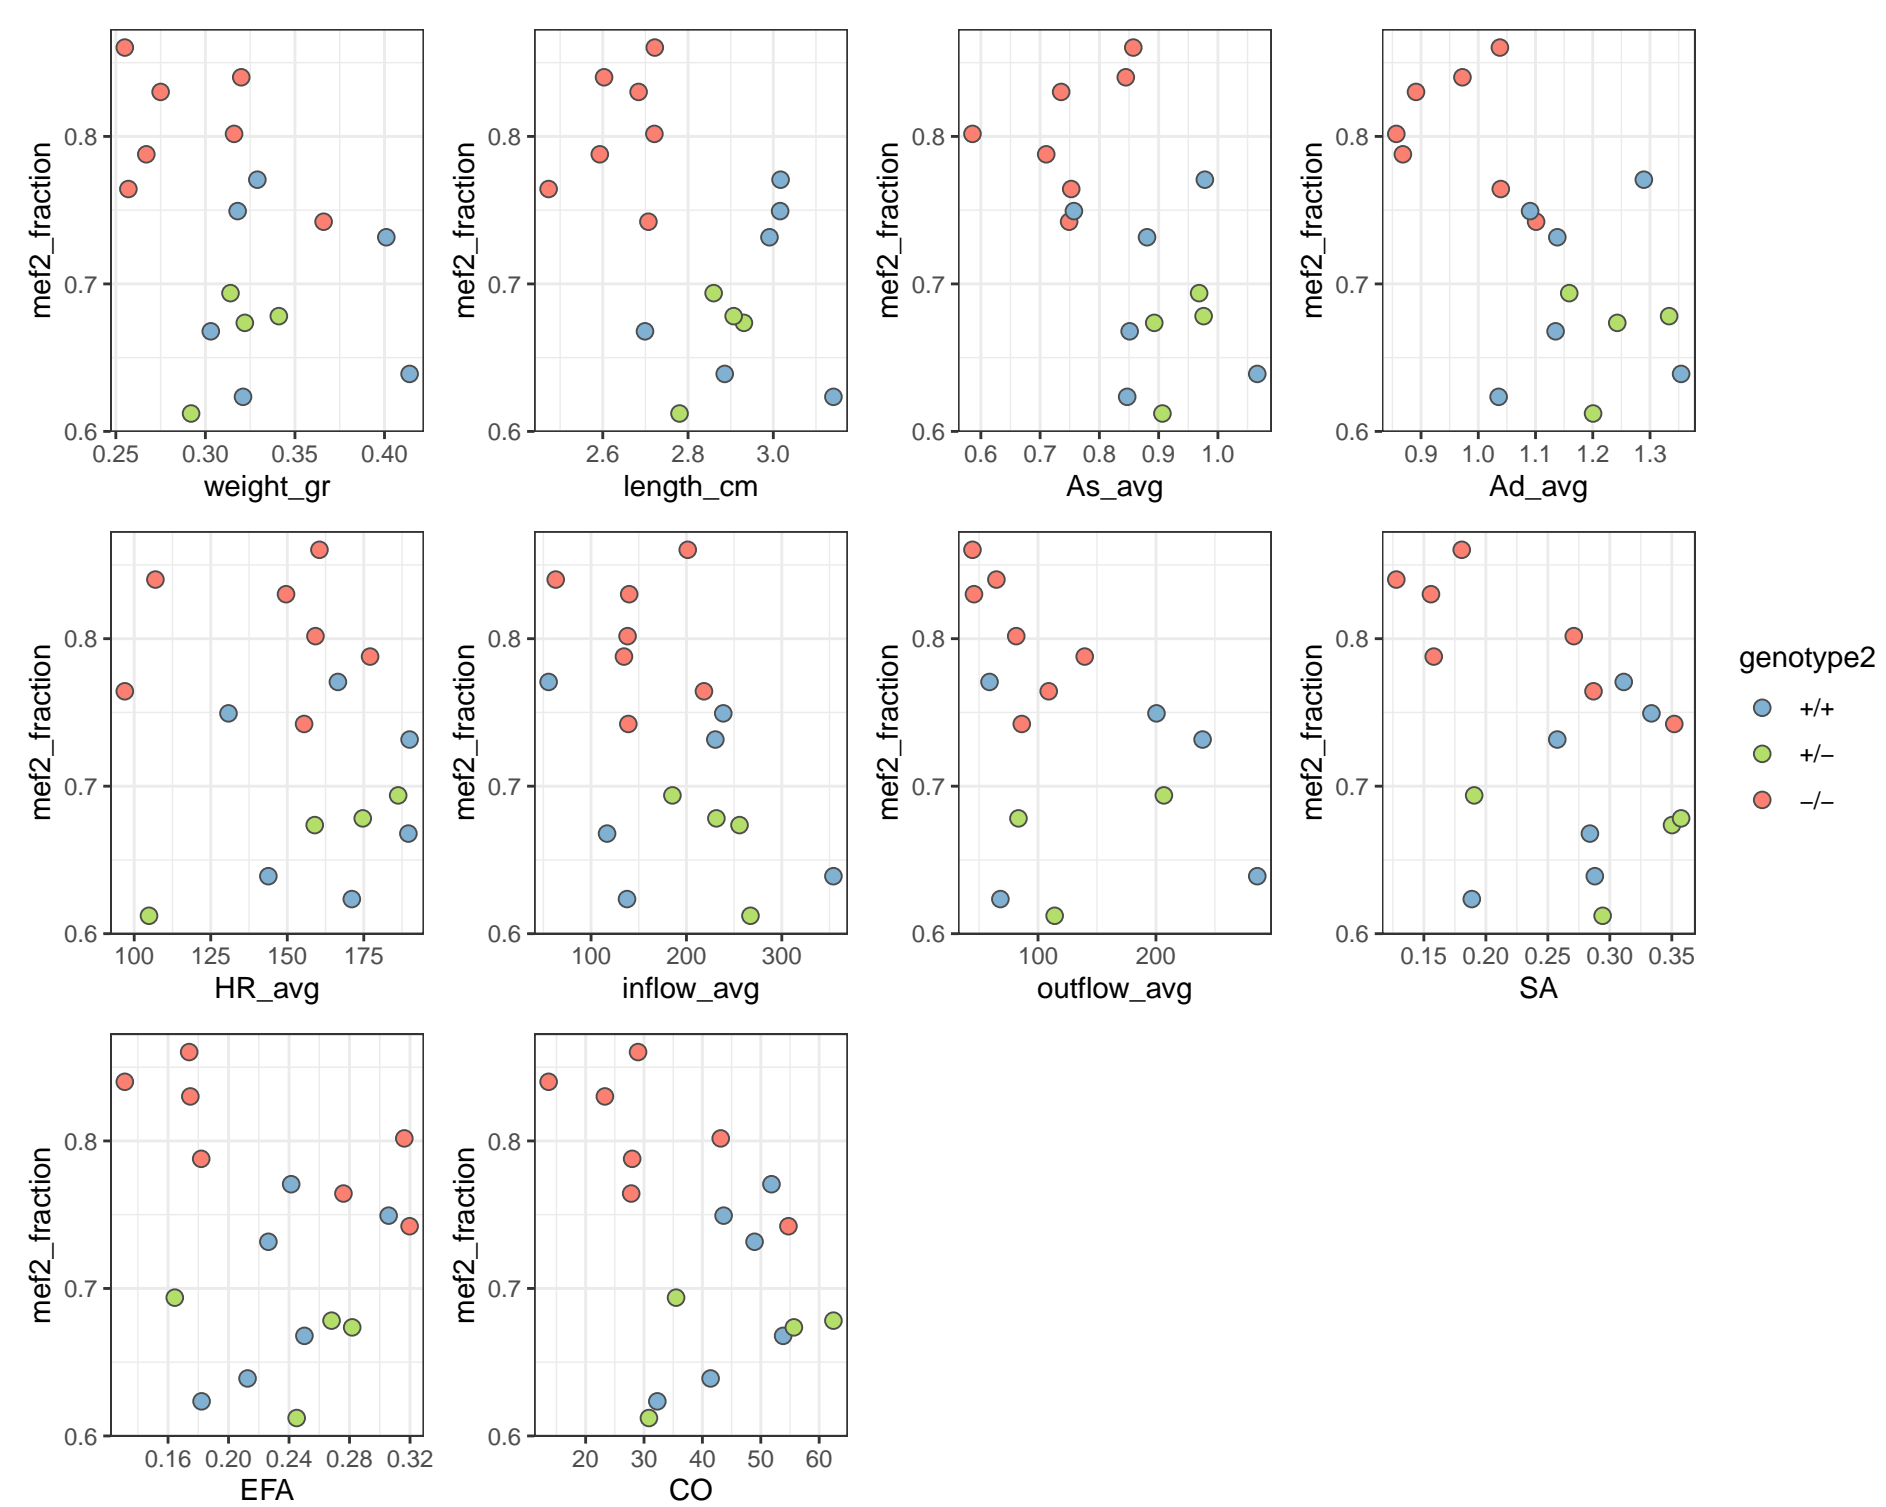 mef2_fraction
0.8
0.7
0.6
0.25 0.30 0.35 0.40
weight_gr
mef2_fraction
0.8
0.7
0.6
2.6 2.8 3.0
length_cm
mef2_fraction
0.8
0.7
0.6
0.6 0.7 0.8 0.9 1.0
As_avg
mef2_fraction
0.8
0.7
0.6
0.9 1.0 1.1 1.2 1.3
Ad_avg
mef2_fraction
0.8
0.7
0.6
100 125 150 175
HR_avg
mef2_fraction
0.8
0.7
0.6
100 200 300
inflow_avg
mef2_fraction
0.8
0.7
0.6
100 200
outflow_avg
mef2_fraction
0.8
0.7
0.6
0.15 0.20 0.25 0.30 0.35
SA
genotype2
+/+
+/−
−/−
mef2_fraction
0.8
0.7
0.6
0.16 0.20 0.24 0.28 0.32
EFA
mef2_fraction
0.8
0.7
0.6
20 30 40 50 60
CO